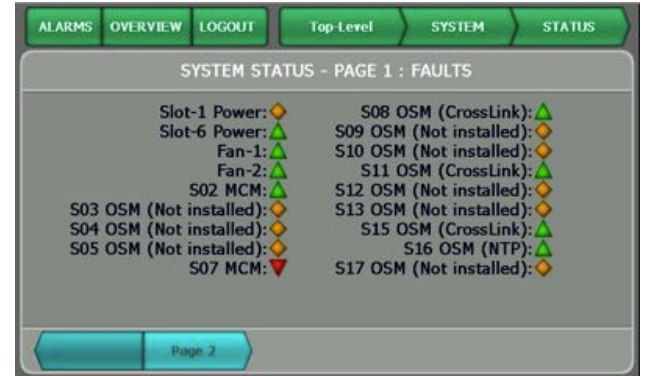 ALARMS OVERVIEW LOGOUT Top-Level SYSTEM STATUS
SYSTEM STATUS - PAGE 1 : FAULTS
Slot-1 Power:
Slot-6 Power:
Fan-1:
Fan-2:
S02 MCM:
S03 OSM (Not installed):
S04 OSM (Not installed):
S05 OSM (Not installed):
S07 MCM:
S08 OSM (CrossLink):
S09 OSM (Not installed):
S10 OSM (Not installed):
S11 OSM (CrossLink):
S12 OSM (Not installed):
S13 OSM (Not installed):
S15 OSM (CrossLink):
S16 OSM (NTP):
S17 OSM (Not installed):
Page 2